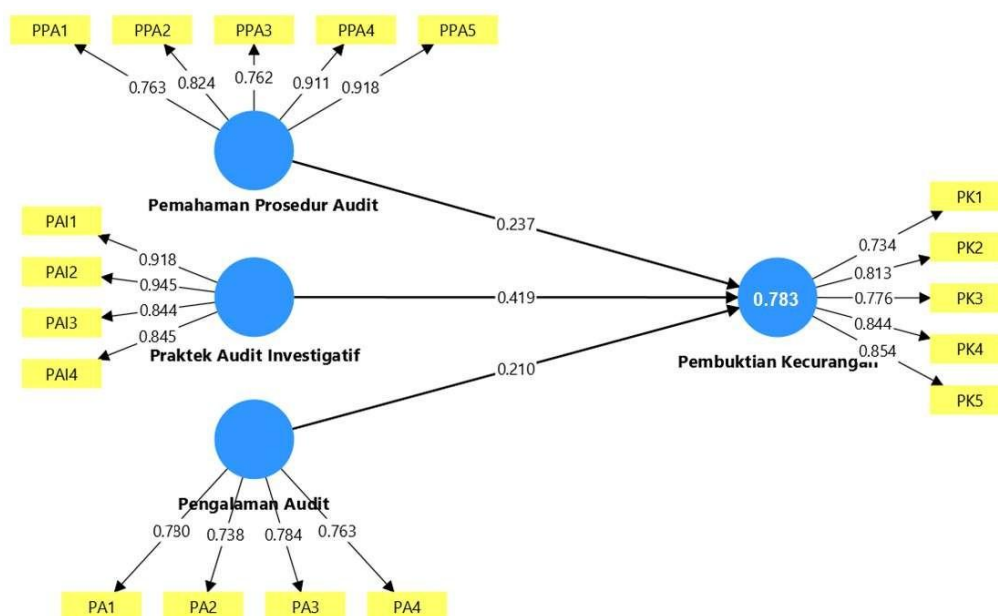 PPA1 PPA2 PPA3 PPA4 PPA5
0.763 0.824 0.762 0.911 0.918
Pemahaman Prosedur Audit
0.237
PAI1
PAI2
PAI3
PAI4
0.918
0.945
0.844
0.845
Praktek Audit Investigatif
0.419
0.210
0.783
Pembuktian Kecurangan
0.734
0.813
0.776
0.844
0.854
PK1
PK2
PK3
PK4
PK5
Pengalaman Audit
0.780 0.738 0.784 0.763
PA1 PA2 PA3 PA4